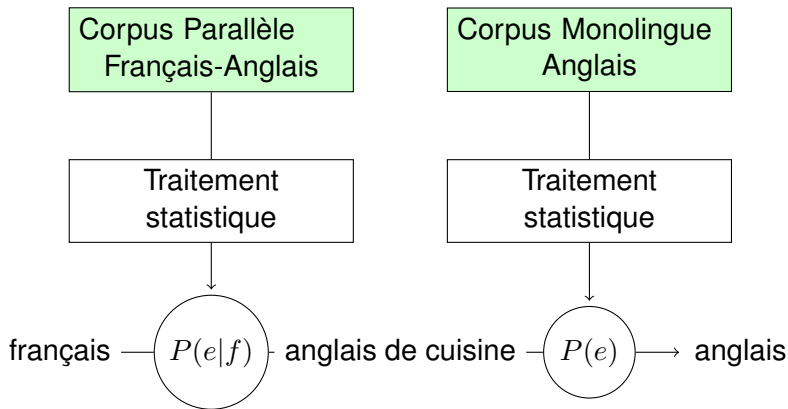 Corpus Parallèle
Français-Anglais
Corpus Monolingue
Anglais
Traitement
statistique
Traitement
statistique
français P(e|f) anglais de cuisine P(e) anglais